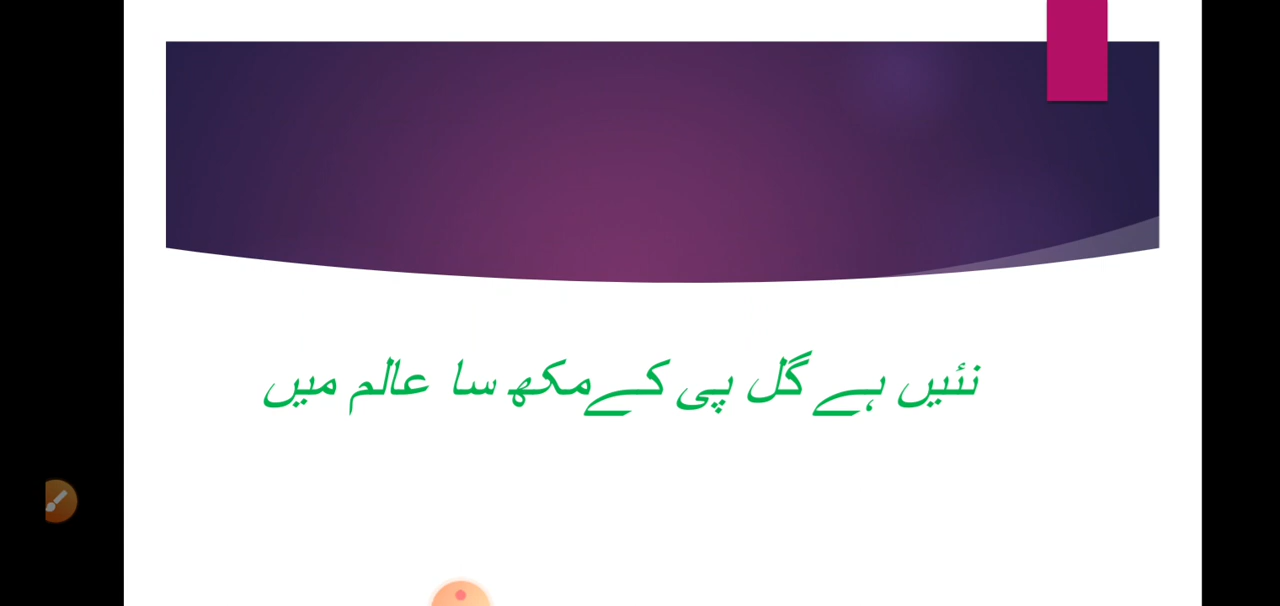 نئیں ہے گل پی کے مکھ سا عالم میں